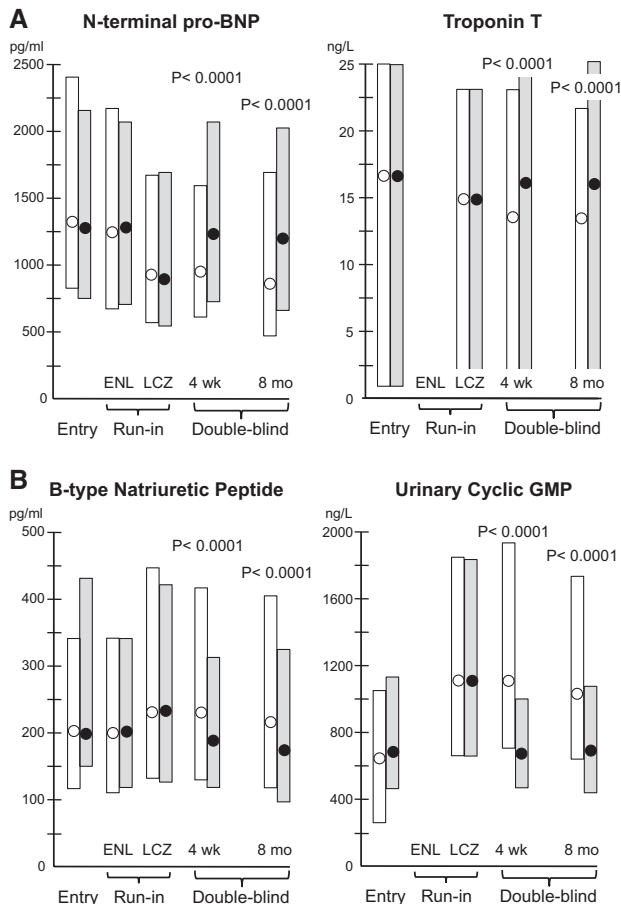 A
N-terminal pro-BNP
Troponin T
pg/ml
2500
2000
1500
1000
500
0
P< 0.0001
P< 0.0001
ENL LCZ 4 wk 8 mo
Entry Run-in Double-blind
ng/L
25
20
15
10
5
0
P< 0.0001
P< 0.0001
ENL LCZ 4 wk 8 mo
Entry Run-in Double-blind
B
B-type Natriuretic Peptide
Urinary Cyclic GMP
pg/ml
500
400
300
200
100
0
P< 0.0001
P< 0.0001
ENL LCZ 4 wk 8 mo
Entry Run-in Double-blind
ng/L
2000
1600
1200
800
400
0
P< 0.0001
P< 0.0001
ENL LCZ 4 wk 8 mo
Entry Run-in Double-blind